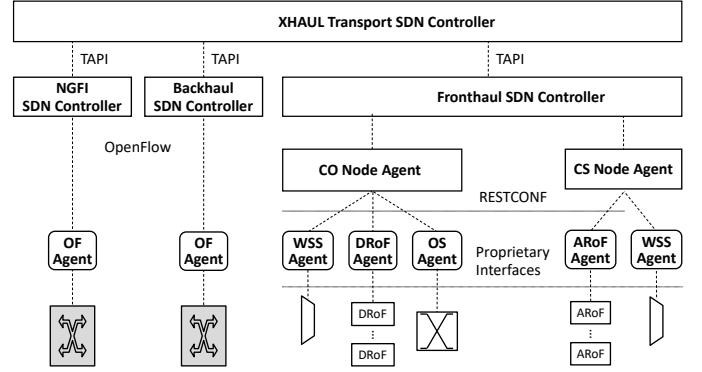 XHAUL Transport SDN Controller
TAPI
TAPI
TAPI
NGFI
SDN Controller
Backhaul
SDN Controller
Fronthaul SDN Controller
OpenFlow
CO Node Agent
CS Node Agent
RESTCONF
OF
Agent
OF
Agent
WSS
Agent
DRoF
Agent
OS
Agent
Proprietary
Interfaces
ARoF
Agent
WSS
Agent
DRoF
DRoF
ARoF
ARoF